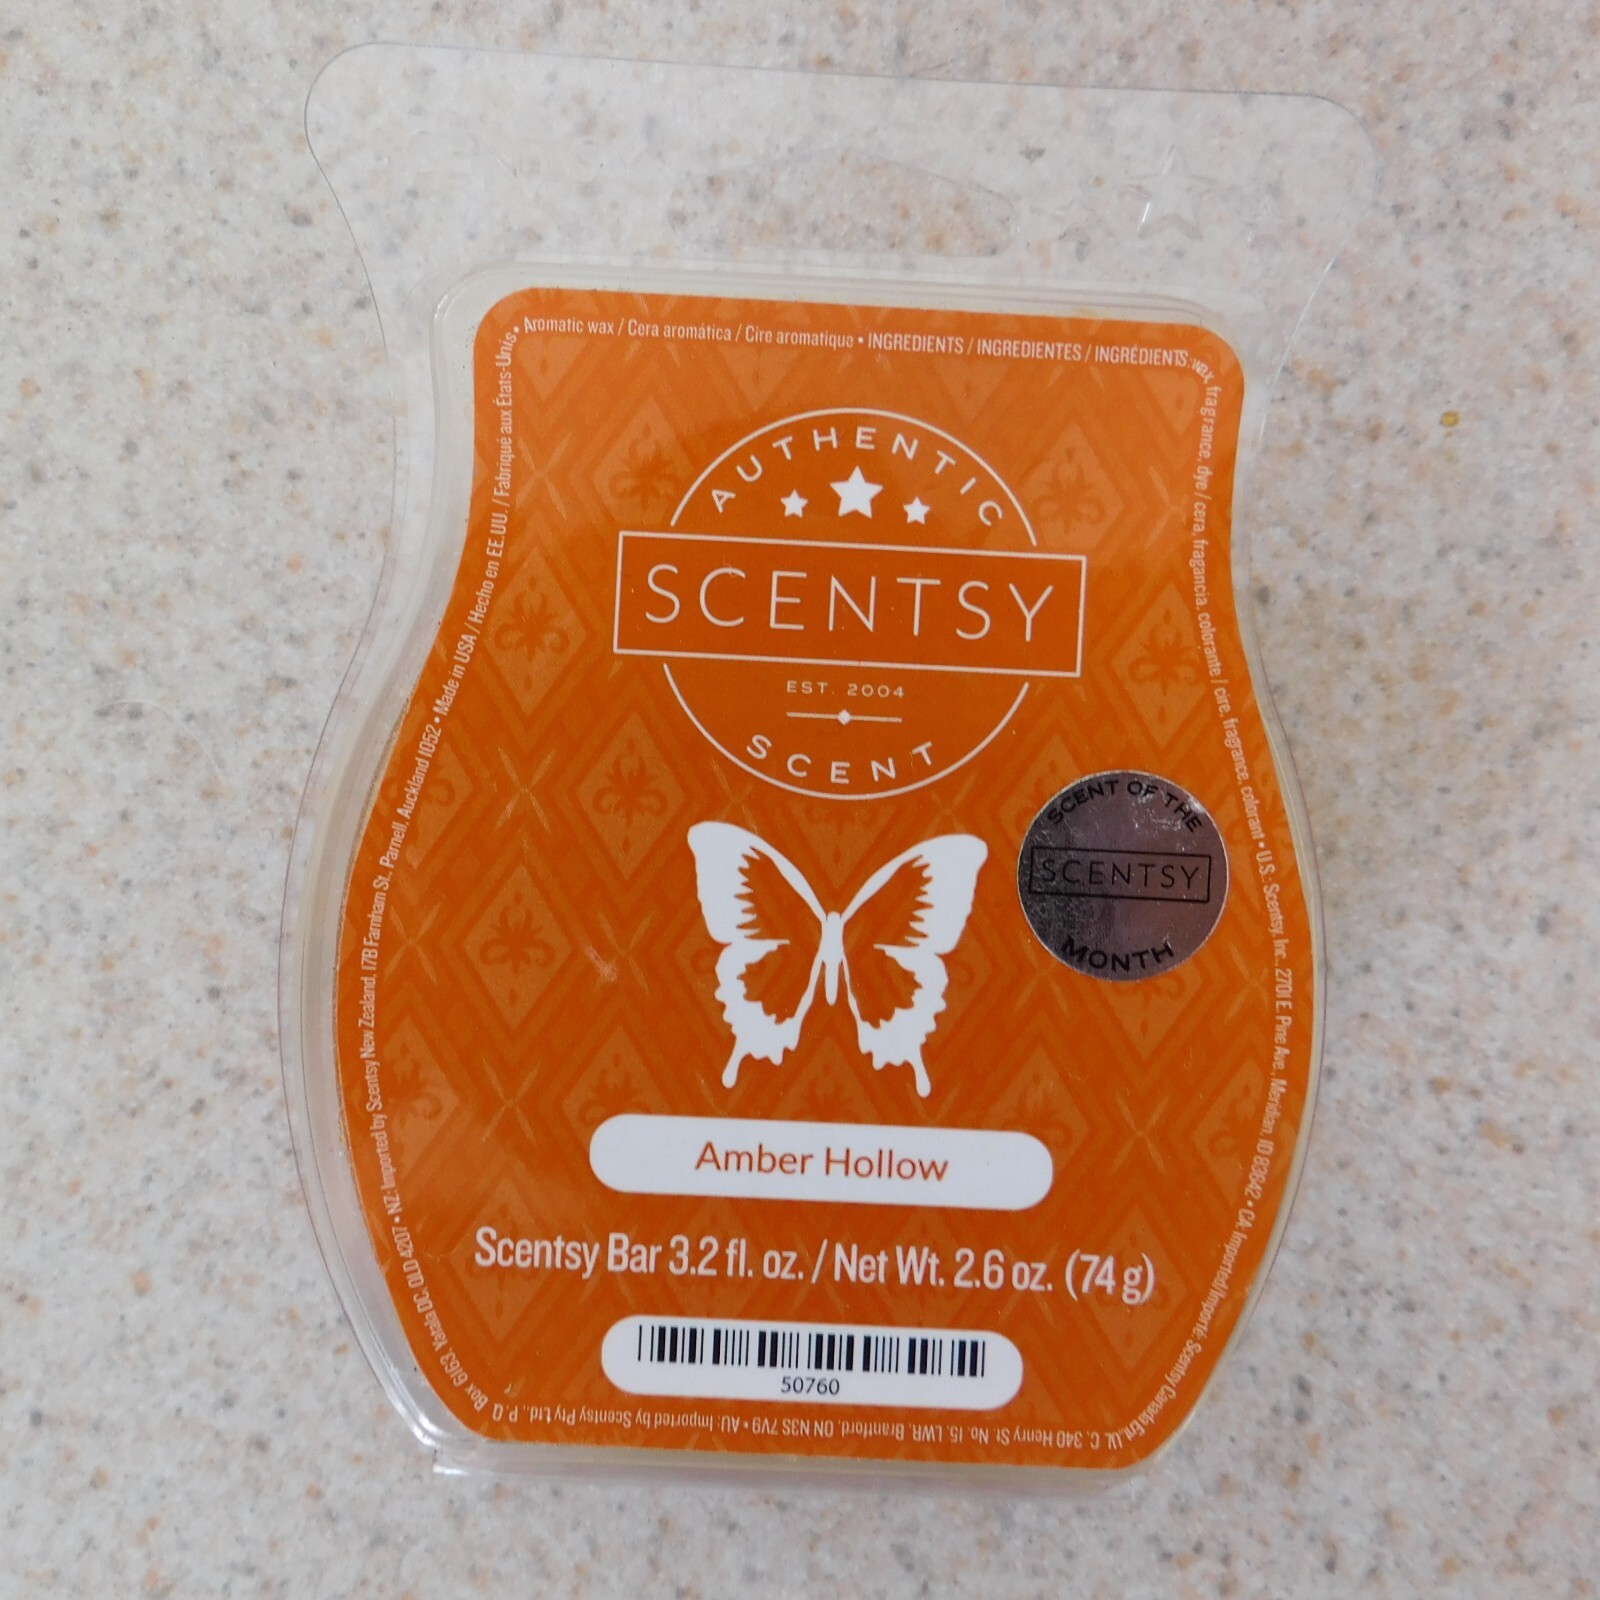 Aromatic wax / Cera aromática / Cire aromatique • INGREDIENTS / INGREDIENTES / INGRÉDIENTS: wax, fragrance, dye / cera, fragancia, colorante / cire, fragrance, colorant • U.S.: Scentsy, Inc., 2701 E. Pine Ave., Meridian, ID 83642 • CA: Imported/Importé: Scentsy Canada Ent. ULC, 340 Henry St. No. 15, LWR, Brantford, ON N3S 7V9 • AU: Imported by Scentsy Pty Ltd., P.O. Box 6163, Yatala DC, QLD 4207 • NZ: Imported by Scentsy New Zealand, 17B Farnham St., Parnell, Auckland 1052 • Made in USA / Hecho en EE.UU. / Fabriqué aux États-Unis •
AUTHENTIC
SCENTSY
EST. 2004
SCENT
SCENT OF THE
SCENTSY
MONTH
Amber Hollow
Scentsy Bar 3.2 fl. oz. / Net Wt. 2.6 oz. (74 g)
50760